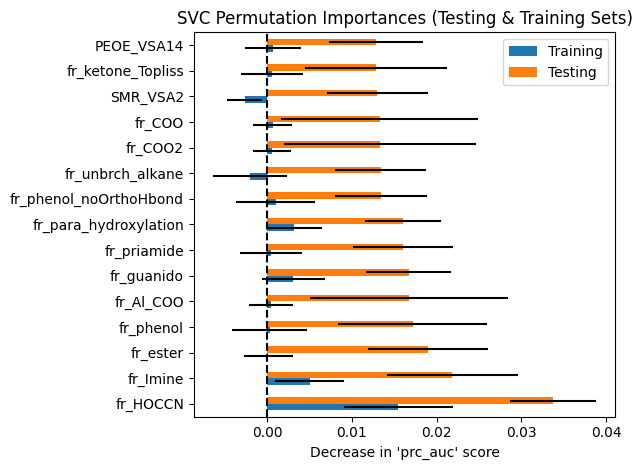 SVC Permutation Importances (Testing & Training Sets)
PEOE_VSA14
fr_ketone_Topliss
SMR_VSA2
fr_COO
fr_COO2
fr_unbrch_alkane
fr_phenol_noOrthoHbond
fr_para_hydroxylation
fr_priamide
fr_guanido
fr_Al_COO
fr_phenol
fr_ester
fr_Imine
fr_HOCCN
Training
Testing
0.00 0.01 0.02 0.03 0.04
Decrease in 'prc_auc' score